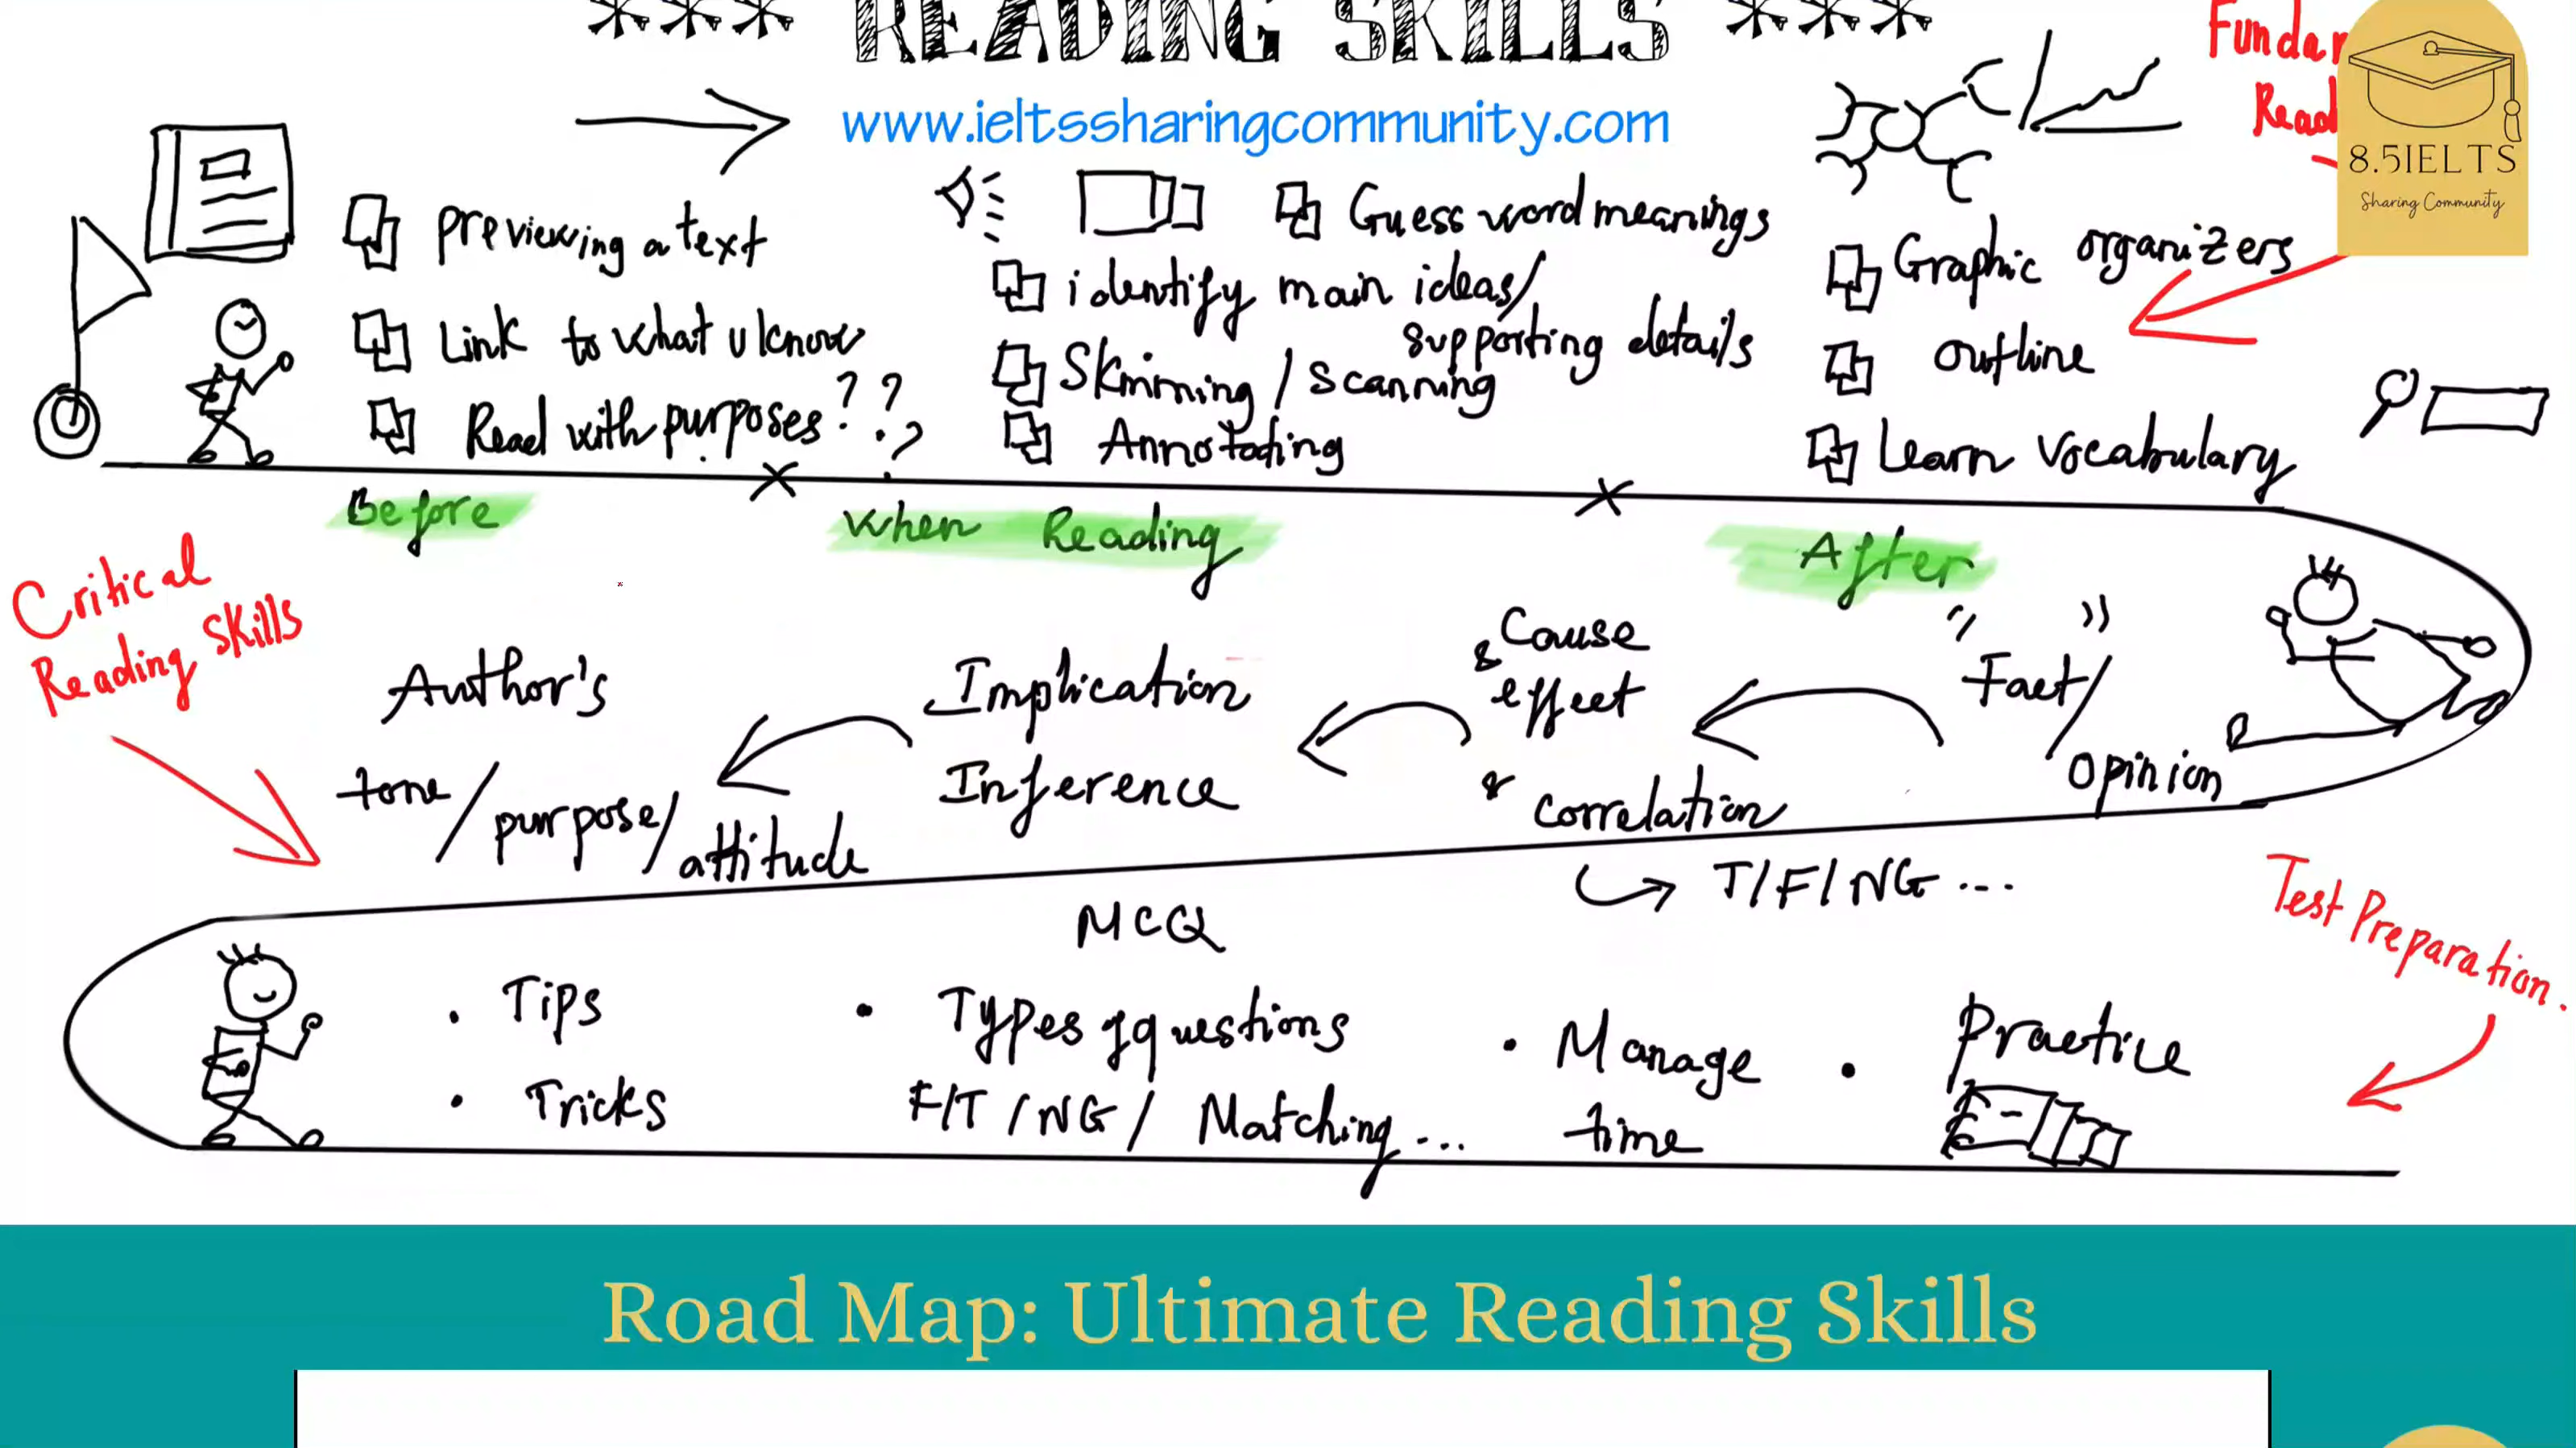 *** READING SKILLS ***
www.ieltssharingcommunity.com
8.5IELTS
Sharing Community
previewing a text
Link to what u know
Read with purposes ? ? ?
Guess word meanings
identify main ideas/
supporting details
Skimming / scanning
Annotating
Graphic organizers
outline
Learn vocabulary
Before
when Reading
After
Critical
Reading Skills
Author's
tone / purpose / attitude
Implication
Inference
& Cause
effect
& correlation
" "
Fact /
Opinion
T/F/NG ...
MCQ
Test Preparation.
• Tips
• Tricks
• Types of questions
F/T / NG / Matching ...
• Manage
time
• Practice
Road Map: Ultimate Reading Skills